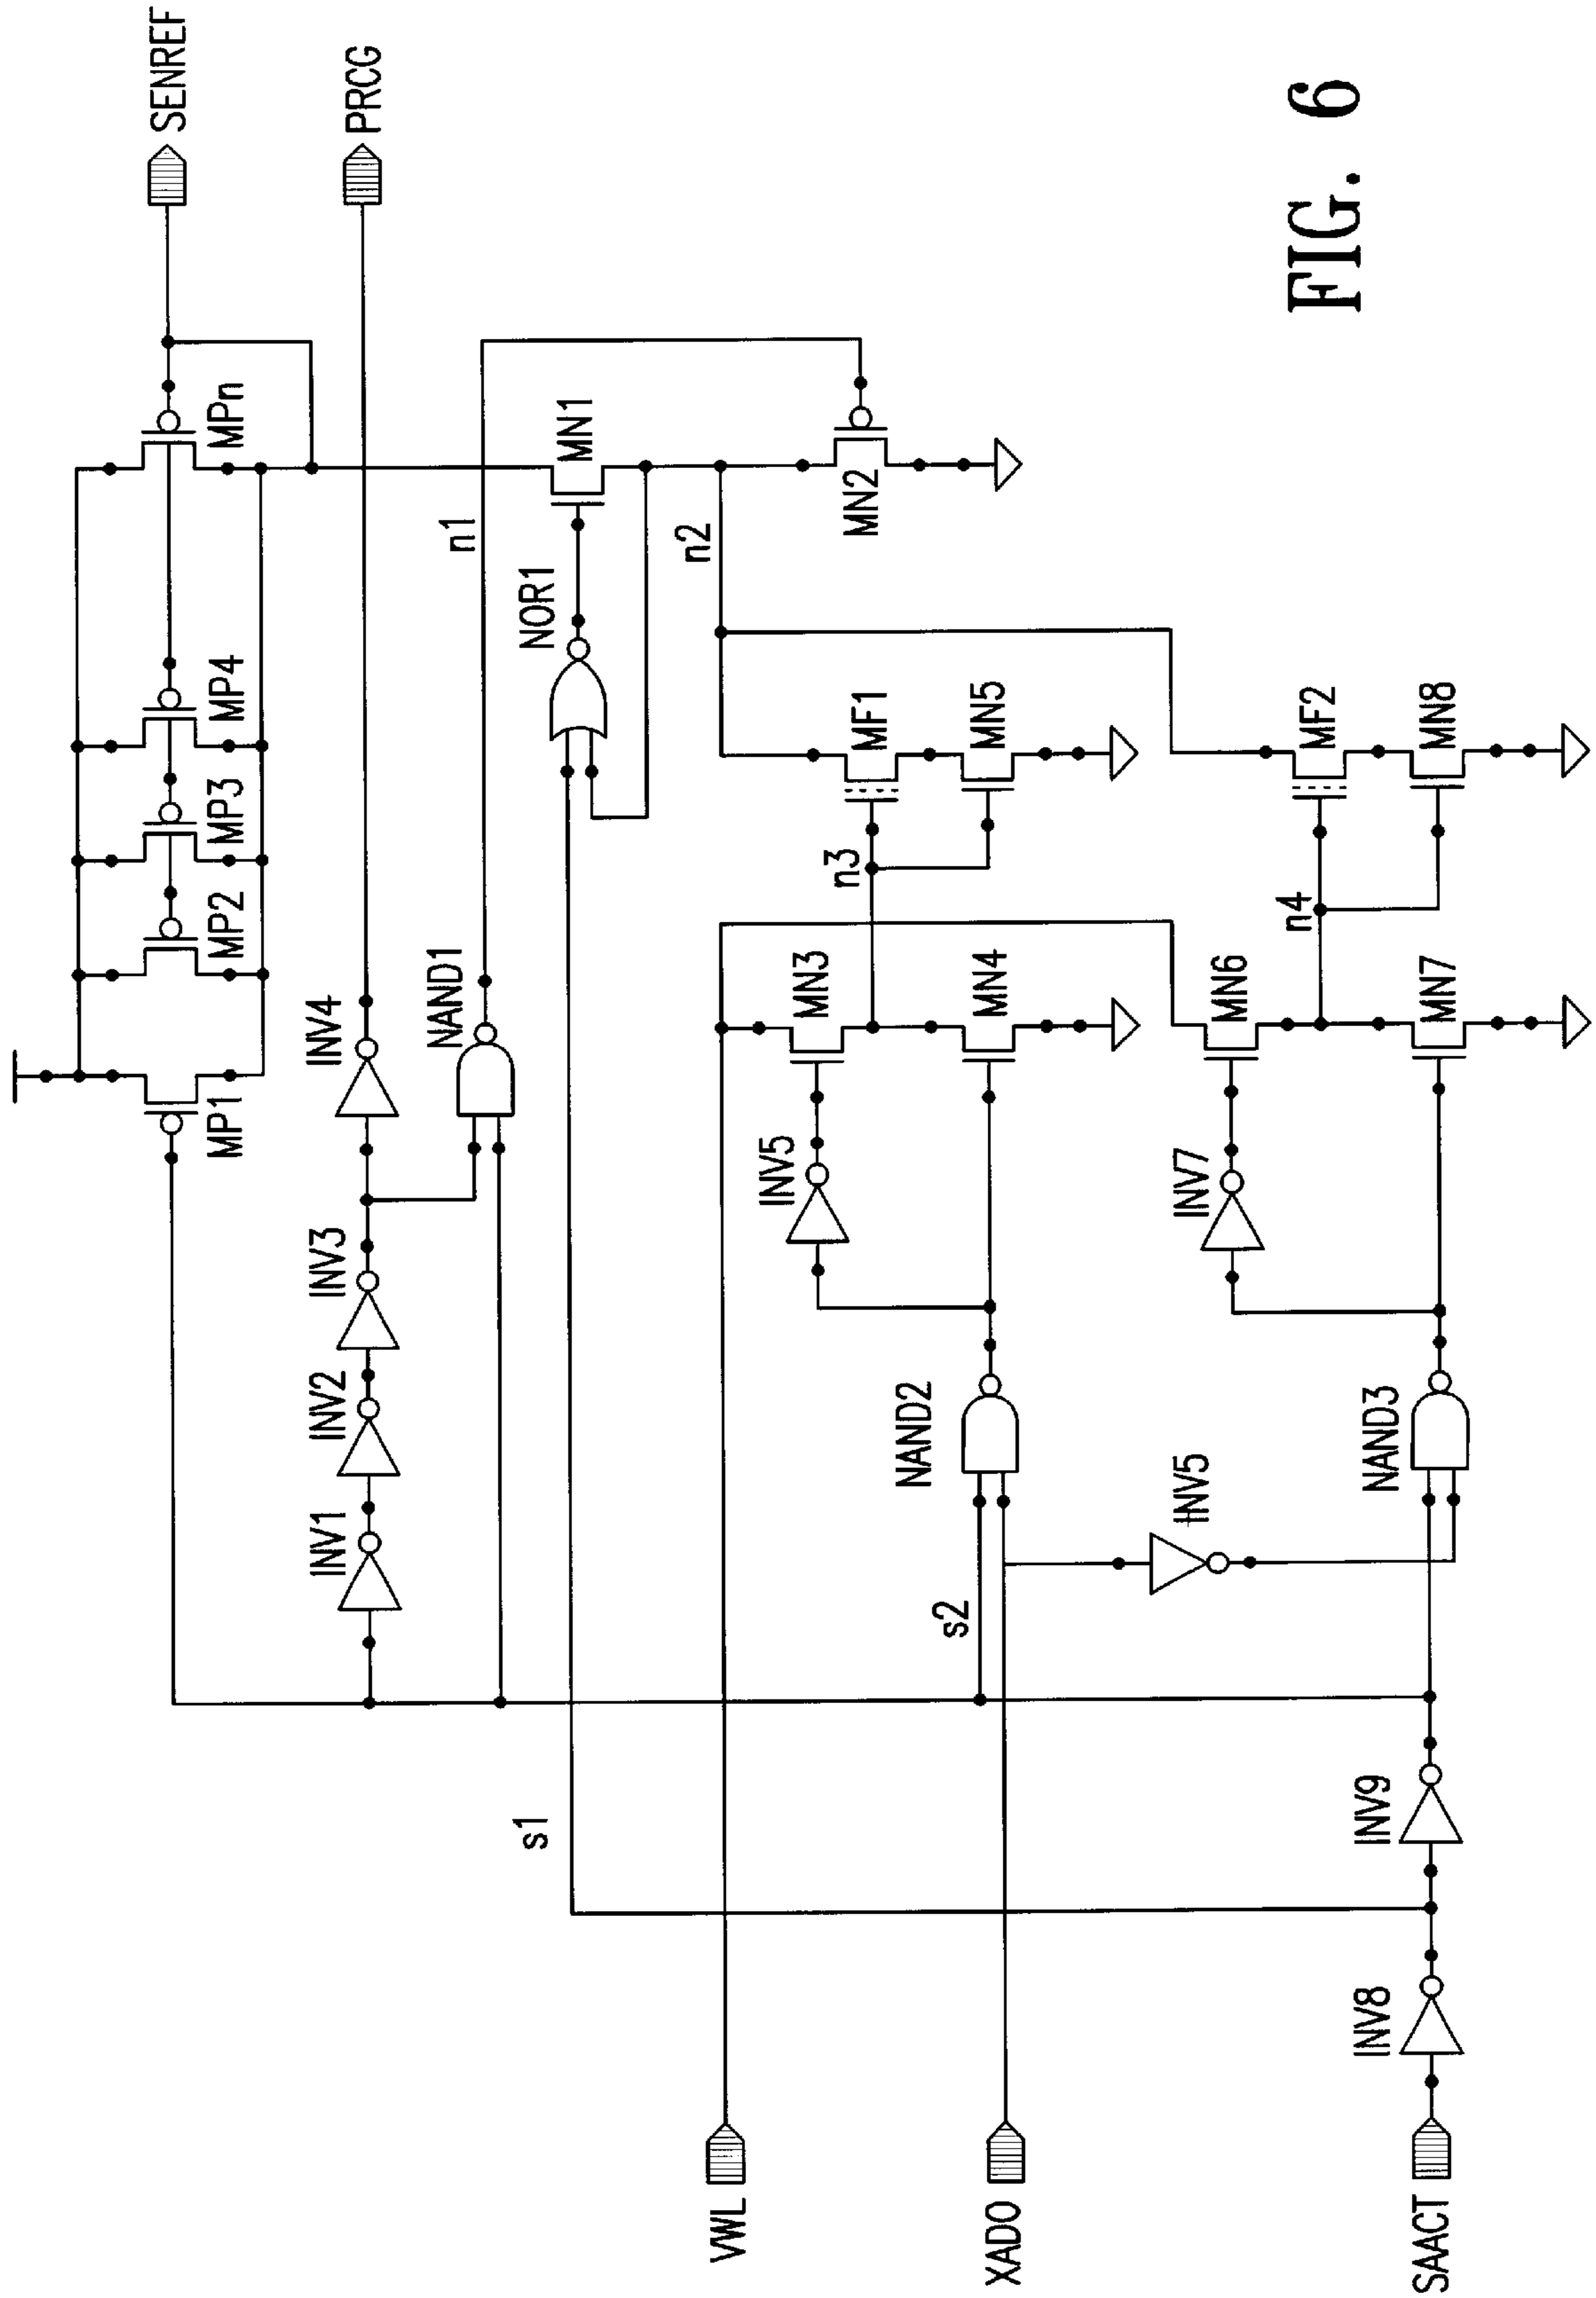 SENREF
PRCG
MP1
MP2
MP3
MP4
MPn
INV1
INV2
INV3
INV4
NAND1
n1
NOR1
MN1
s1
n2
MN2
VWL
INV5
MN3
n3
MF1
NAND2
MN4
MN5
s2
XADO
INV5
INV7
MN6
n4
MF2
NAND3
MN7
MN8
SAACT
INV8
INV9
FIG. 6